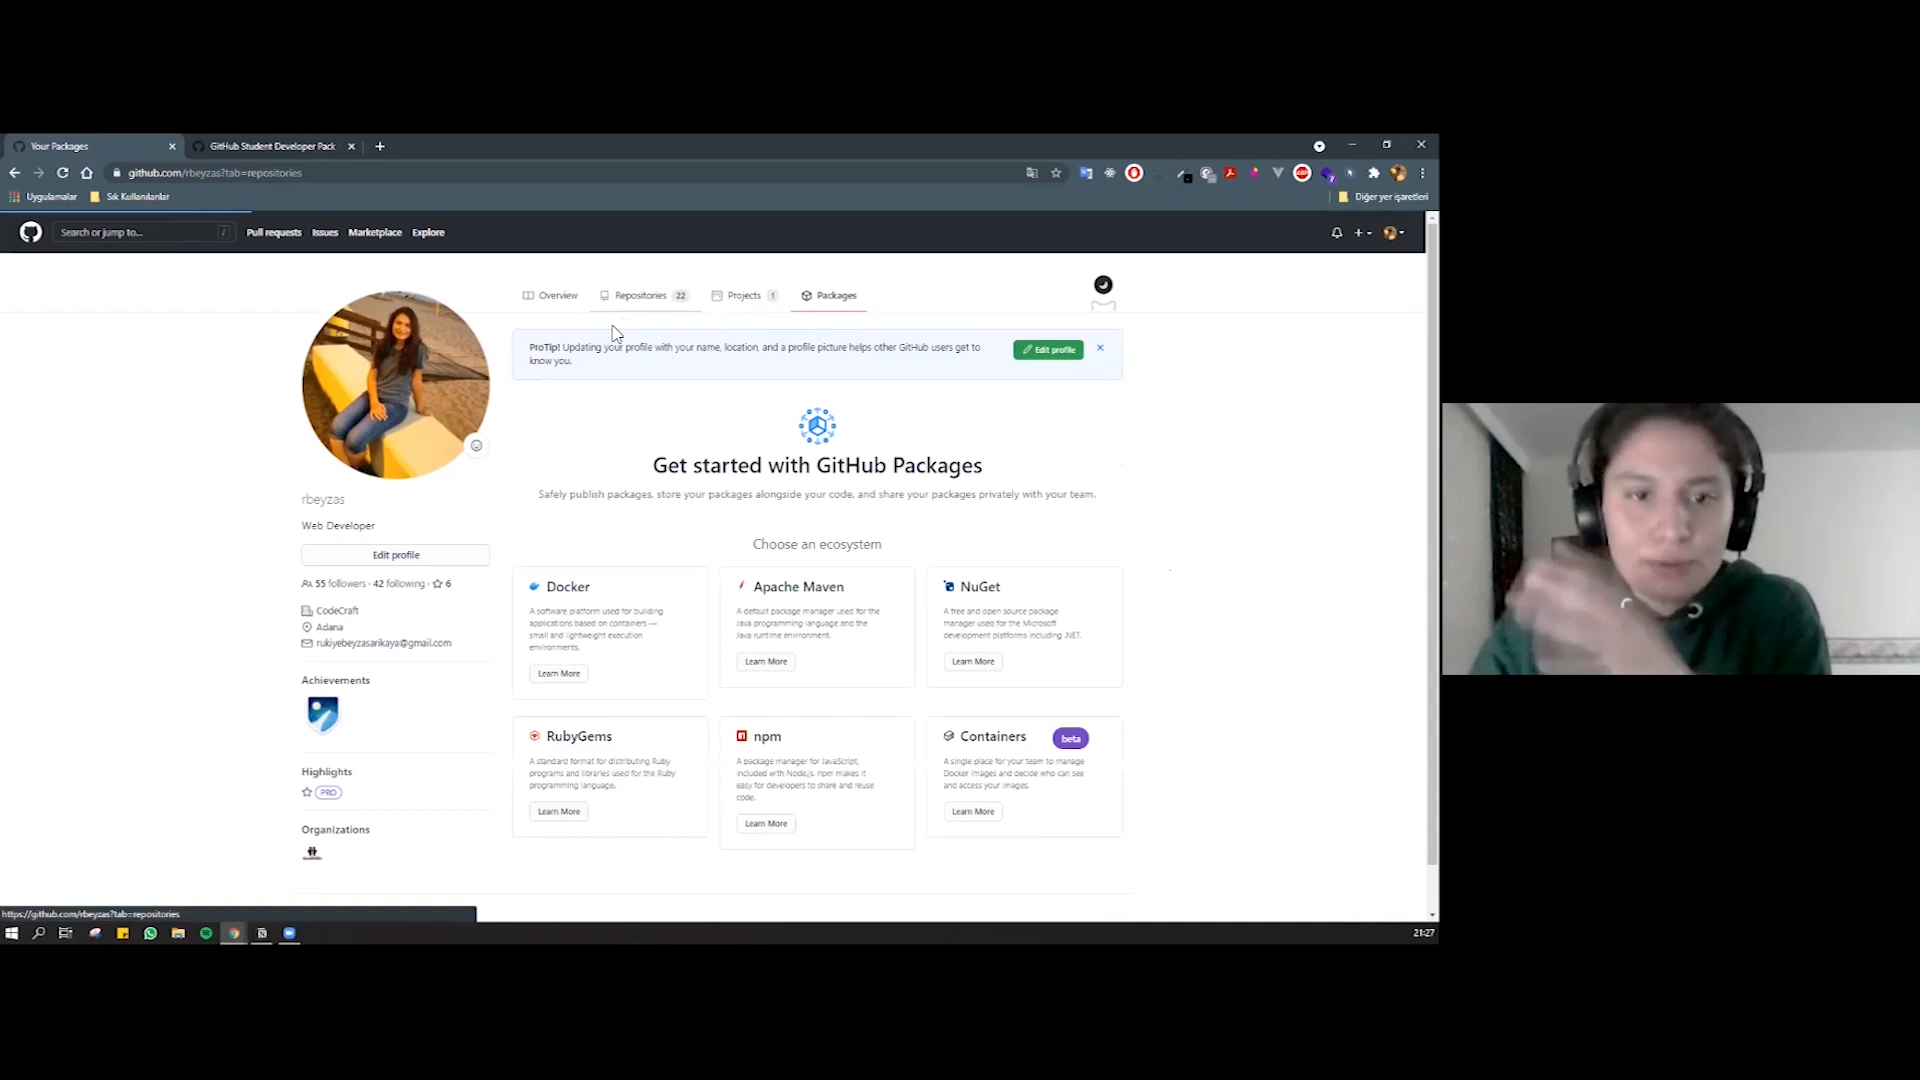 Your Packages
GitHub Student Developer Pack
github.com/rbeyzas?tab=repositories
Uygulamalar
Sık Kullanılanlar
Diğer yer işaretleri
Search or jump to...
/
Pull requests
Issues
Marketplace
Explore
Overview
Repositories 22
Projects 1
Packages
ProTip! Updating your profile with your name, location, and a profile picture helps other GitHub users get to
know you.
Edit profile
Get started with GitHub Packages
Safely publish packages, store your packages alongside your code, and share your packages privately with your team.
Choose an ecosystem
Docker
A software platform used for building
applications based on containers —
small and lightweight execution
environments.
Learn More
Apache Maven
A default package manager used for the
Java programming language and the
Java runtime environment.
Learn More
NuGet
A free and open source package
manager used for the Microsoft
development platforms including .NET.
Learn More
RubyGems
A standard format for distributing Ruby
programs and libraries used for the Ruby
programming language.
Learn More
npm
A package manager for JavaScript,
included with Node.js. npm makes it
easy for developers to share and reuse
code.
Learn More
Containers
beta
A single place for your team to manage
Docker images and decide who can see
and access your images.
Learn More
rbeyzas
Web Developer
Edit profile
55 followers · 42 following · 6
CodeCraft
Adana
rukiyebeyzasarikaya@gmail.com
Achievements
Highlights
PRO
Organizations
https://github.com/rbeyzas?tab=repositories
21:27